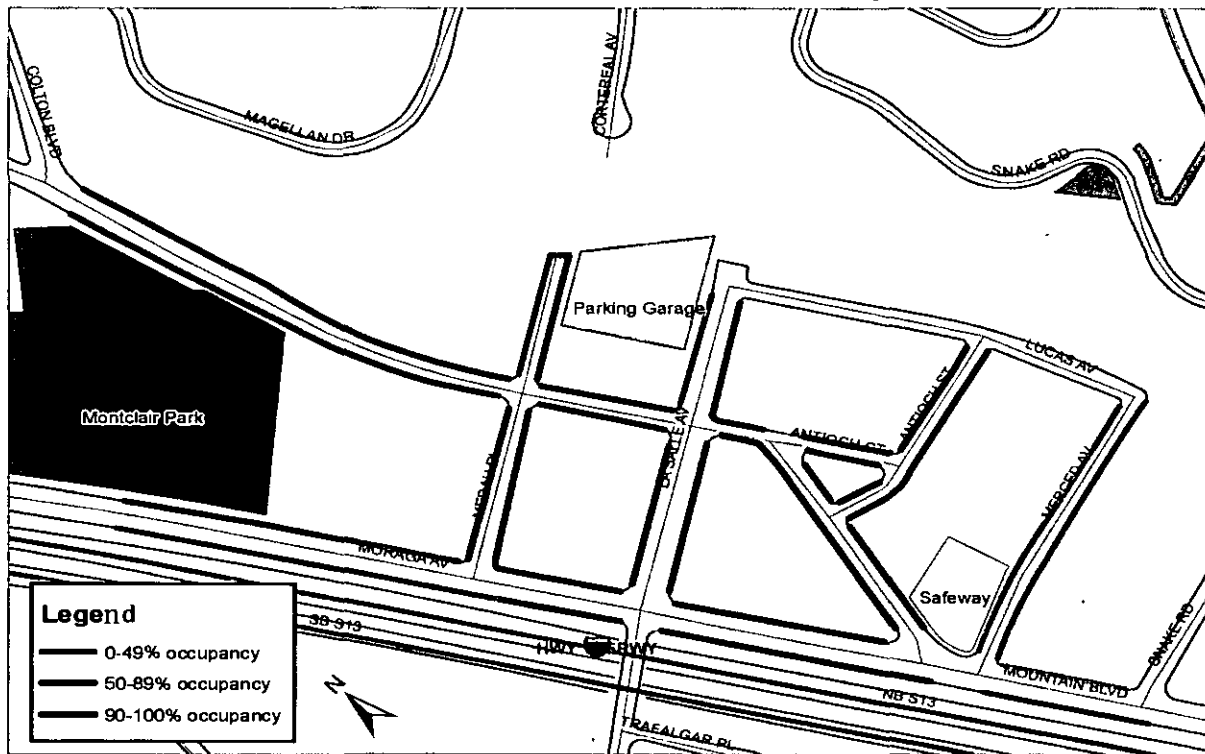 COLTON BLVD
MAGELLAN DR
CORTEREAL AV
SNAKE RD
Parking Garage
LUCAS AV
Montclair Park
LA SALLE AV
ANTIOCH ST
ANTIOCH ST
MERCED AV
MORAGA AV
Safeway
SNAKE RD
MOUNTAIN BLVD
SB S13
HWY
NB S13
TRAFALGAR PL
Legend
0-49% occupancy
50-89% occupancy
90-100% occupancy
N